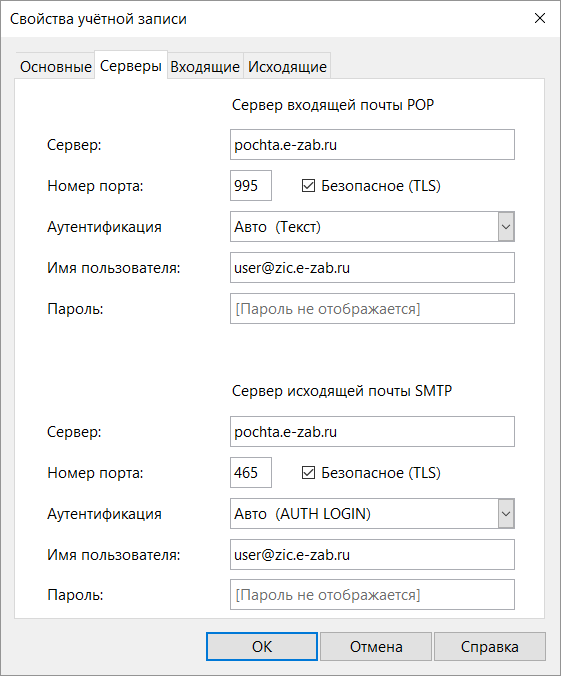 Свойства учётной записи
Основные Серверы Входящие Исходящие
Сервер входящей почты POP
Сервер: pochta.e-zab.ru
Номер порта: 995 Безопасное (TLS)
Аутентификация Авто (Текст)
Имя пользователя: user@zic.e-zab.ru
Пароль: [Пароль не отображается]
Сервер исходящей почты SMTP
Сервер: pochta.e-zab.ru
Номер порта: 465 Безопасное (TLS)
Аутентификация Авто (AUTH LOGIN)
Имя пользователя: user@zic.e-zab.ru
Пароль: [Пароль не отображается]
OK Отмена Справка